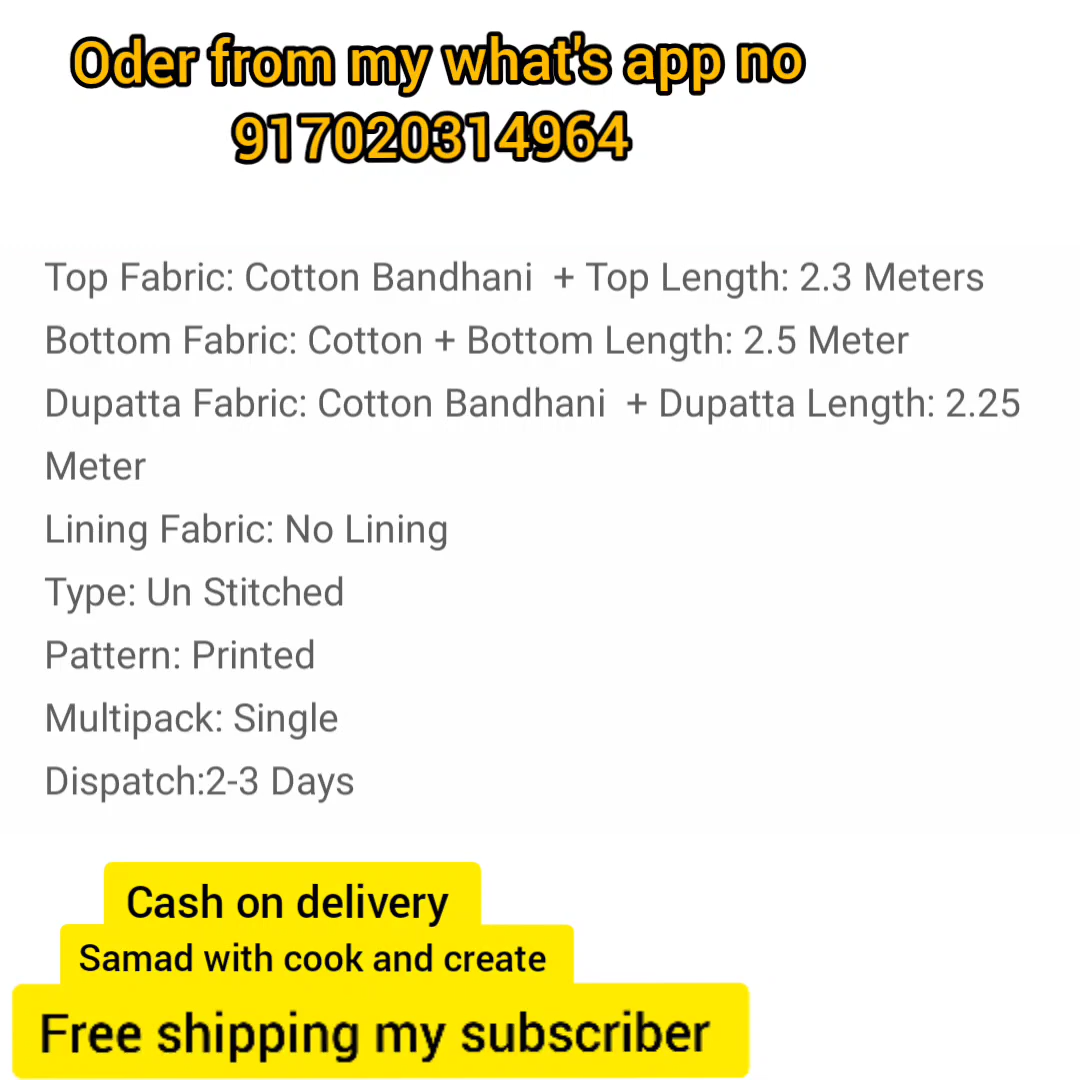 Oder from my what's app no
917020314964
Top Fabric: Cotton Bandhani + Top Length: 2.3 Meters
Bottom Fabric: Cotton + Bottom Length: 2.5 Meter
Dupatta Fabric: Cotton Bandhani + Dupatta Length: 2.25
Meter
Lining Fabric: No Lining
Type: Un Stitched
Pattern: Printed
Multipack: Single
Dispatch:2-3 Days
Cash on delivery
Samad with cook and create
Free shipping my subscriber